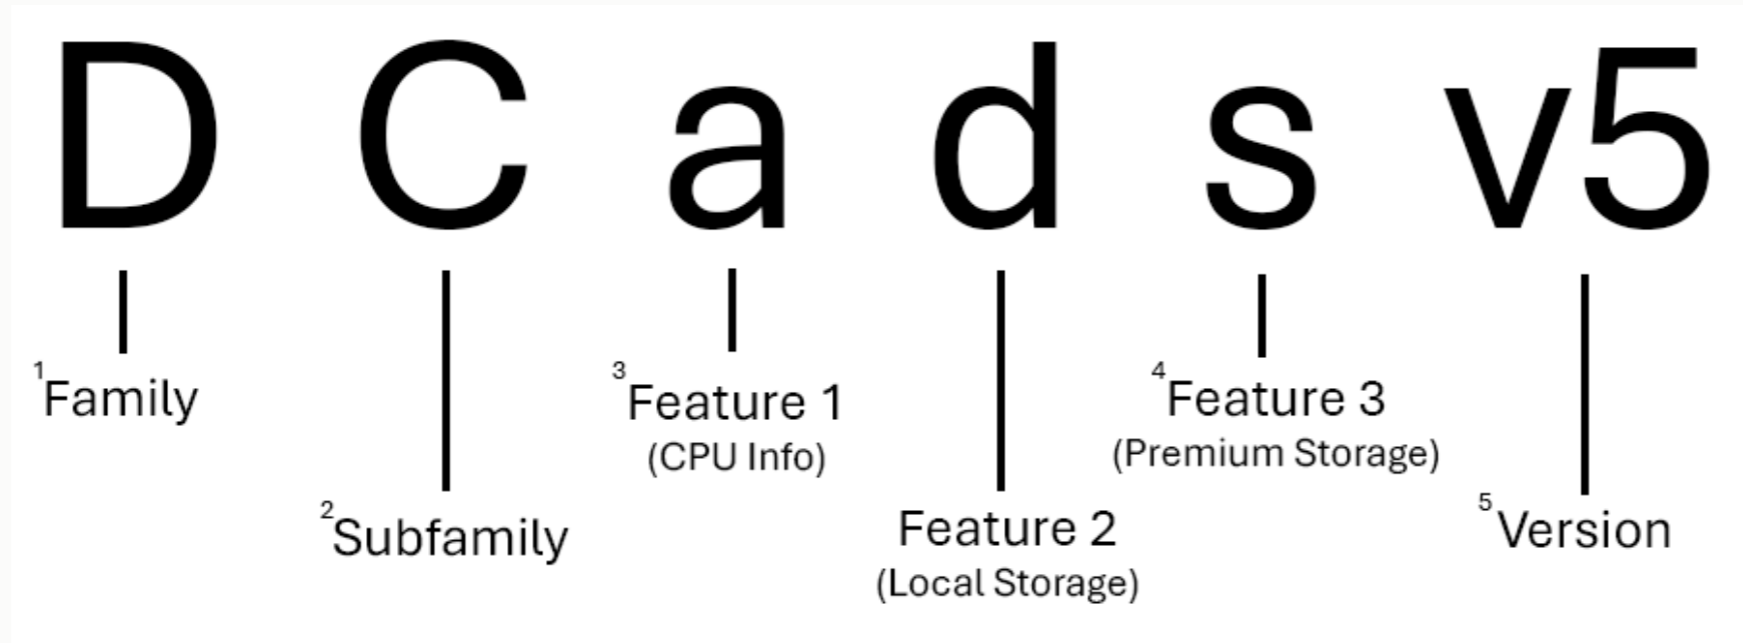 D C a d s v5
1Family
2Subfamily
3Feature 1
(CPU Info)
Feature 2
(Local Storage)
4Feature 3
(Premium Storage)
5Version